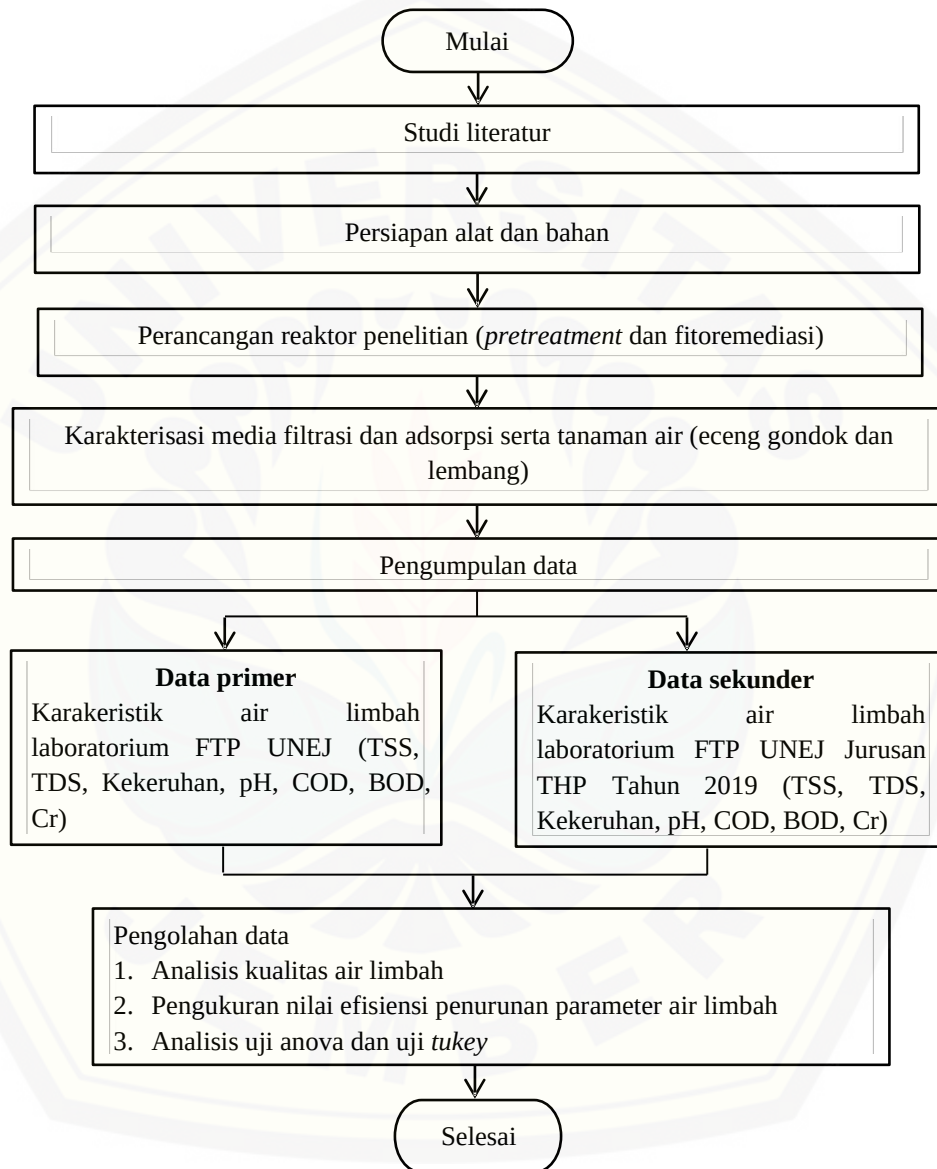 Mulai
Studi literatur
Persiapan alat dan bahan
Perancangan reaktor penelitian (pretreatment dan fitoremediasi)
Karakterisasi media filtrasi dan adsorpsi serta tanaman air (eceng gondok dan
lembang)
Pengumpulan data
Data primer
Karakeristik air limbah
laboratorium FTP UNEJ (TSS,
TDS, Kekeruhan, pH, COD, BOD,
Cr)
Data sekunder
Karakeristik air limbah
laboratorium FTP UNEJ Jurusan
THP Tahun 2019 (TSS, TDS,
Kekeruhan, pH, COD, BOD, Cr)
Pengolahan data
1. Analisis kualitas air limbah
2. Pengukuran nilai efisiensi penurunan parameter air limbah
3. Analisis uji anova dan uji tukey
Selesai
UNIVERSITAS
JEMBER